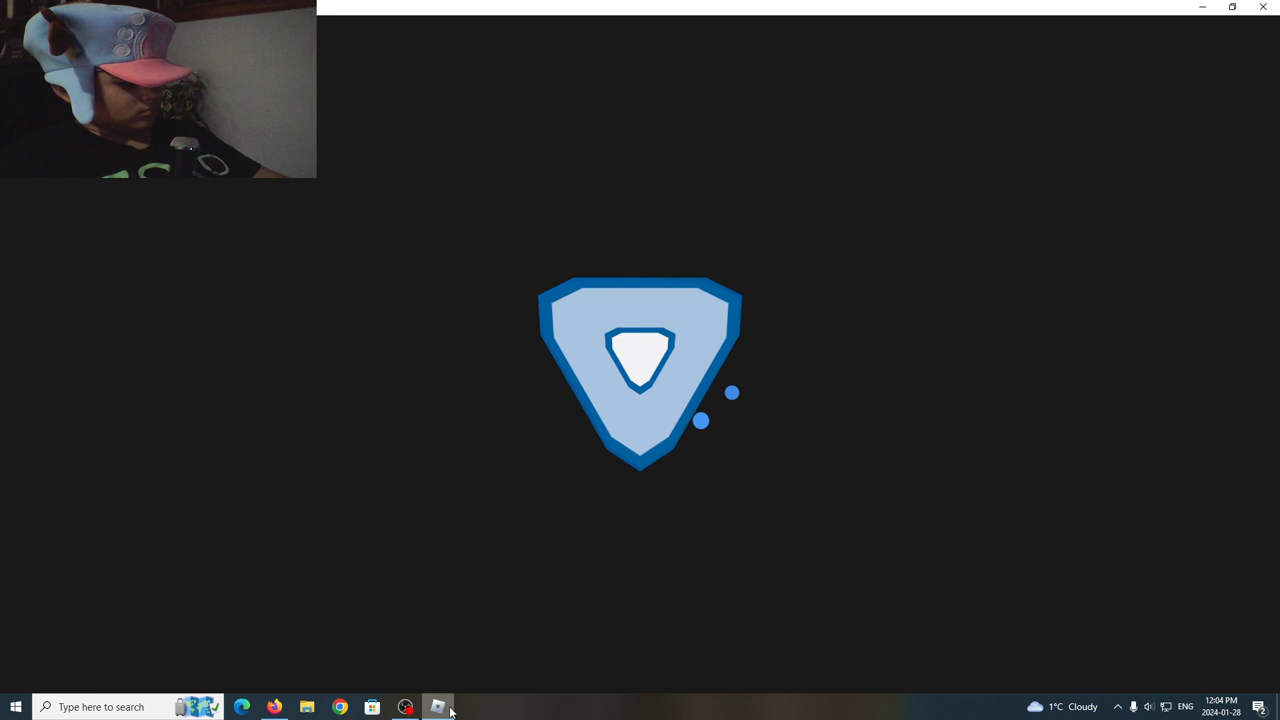 Type here to search
1°C Cloudy
ENG
12:04 PM
2024-01-28
2